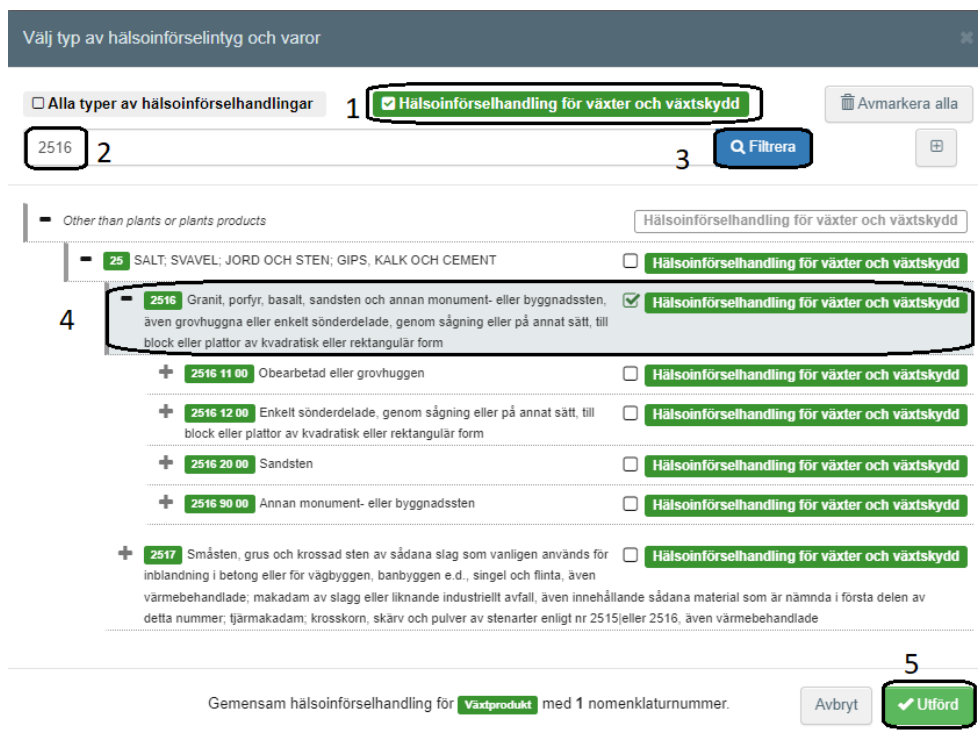 Välj typ av hälsoinförselintyg och varor
Alla typer av hälsoinförselhandlingar 1 Hälsoinförselhandling för växter och växtskydd Avmarkera alla
2516 2 3 Filtrera
Other than plants or plants products Hälsoinförselhandling för växter och växtskydd
25 SALT; SVAVEL; JORD OCH STEN; GIPS, KALK OCH CEMENT Hälsoinförselhandling för växter och växtskydd
4 2516 Granit, porfyr, basalt, sandsten och annan monument- eller byggnadssten, Hälsoinförselhandling för växter och växtskydd
även grovhuggna eller enkelt sönderdelade, genom sågning eller på annat sätt, till
block eller plattor av kvadratisk eller rektangulär form
2516 11 00 Obearbetad eller grovhuggen Hälsoinförselhandling för växter och växtskydd
2516 12 00 Enkelt sönderdelade, genom sågning eller på annat sätt, till Hälsoinförselhandling för växter och växtskydd
block eller plattor av kvadratisk eller rektangulär form
2516 20 00 Sandsten Hälsoinförselhandling för växter och växtskydd
2516 90 00 Annan monument- eller byggnadssten Hälsoinförselhandling för växter och växtskydd
2517 Småsten, grus och krossad sten av sådana slag som vanligen används för Hälsoinförselhandling för växter och växtskydd
inblandning i betong eller för vägbyggen, banbyggen e.d., singel och flinta, även
värmebehandlade; makadam av slagg eller liknande industriellt avfall, även innehållande sådana material som är nämnda i första delen av
detta nummer; tjärmakadam; krosskorn, skärv och pulver av stenarter enligt nr 2515|eller 2516, även värmebehandlade
5
Gemensam hälsoinförselhandling för Växtprodukt med 1 nomenklaturnummer. Avbryt Utförd